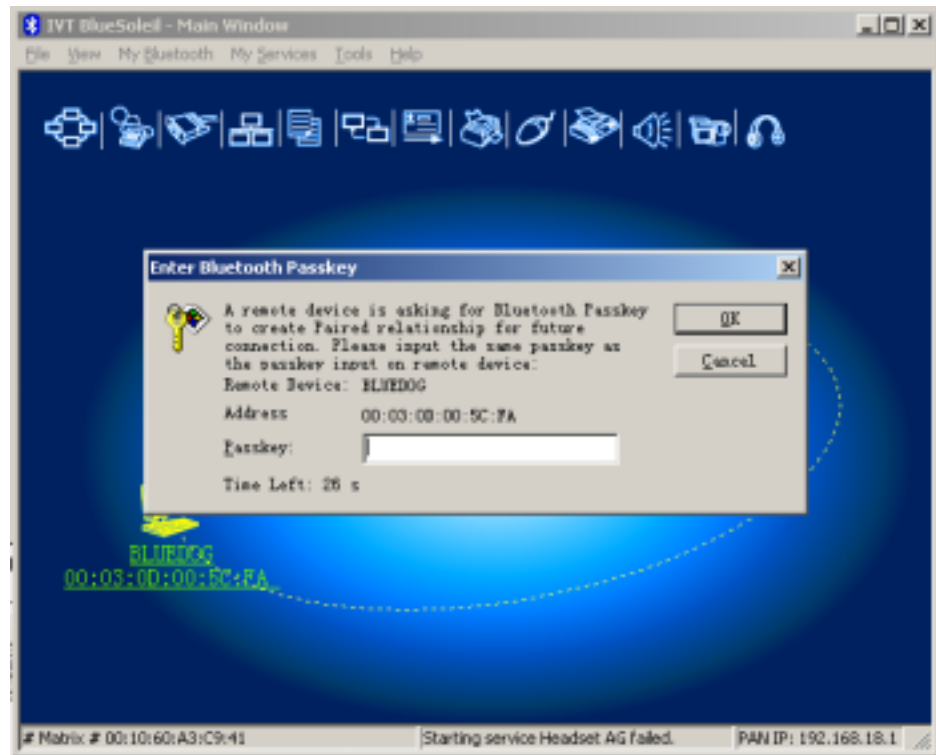 IVT BlueSoleil - Main Window
File View My Bluetooth My Services Tools Help
Enter Bluetooth Passkey
A remote device is asking for Bluetooth Passkey
to create Paired relationship for future
connection. Please input the same passkey as
the passkey input on remote device:
Remote Device: BLUEDOG
Address 00:03:0D:00:5C:FA
Passkey:
Time Left: 26 s
OK
Cancel
BLUEDOG
00:03:0D:00:5C:FA
# Matrix # 00:10:60:A3:C9:41 Starting service Headset AG failed. PAN IP: 192.168.18.1